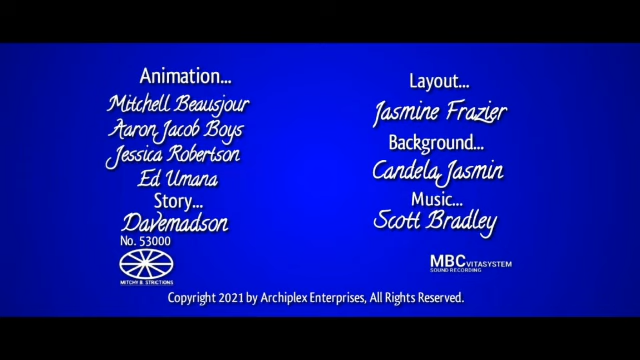 Animation...
Mitchell Beausjour
Aaron Jacob Boys
Jessica Robertson
Ed Umana
Story...
Davemadson
No. 53000
MITCHY B. STRICTIONS
Layout...
Jasmine Frazier
Background...
Candela Jasmin
Music...
Scott Bradley
MBC VITASYSTEM
SOUND RECORDING
Copyright 2021 by Archiplex Enterprises, All Rights Reserved.